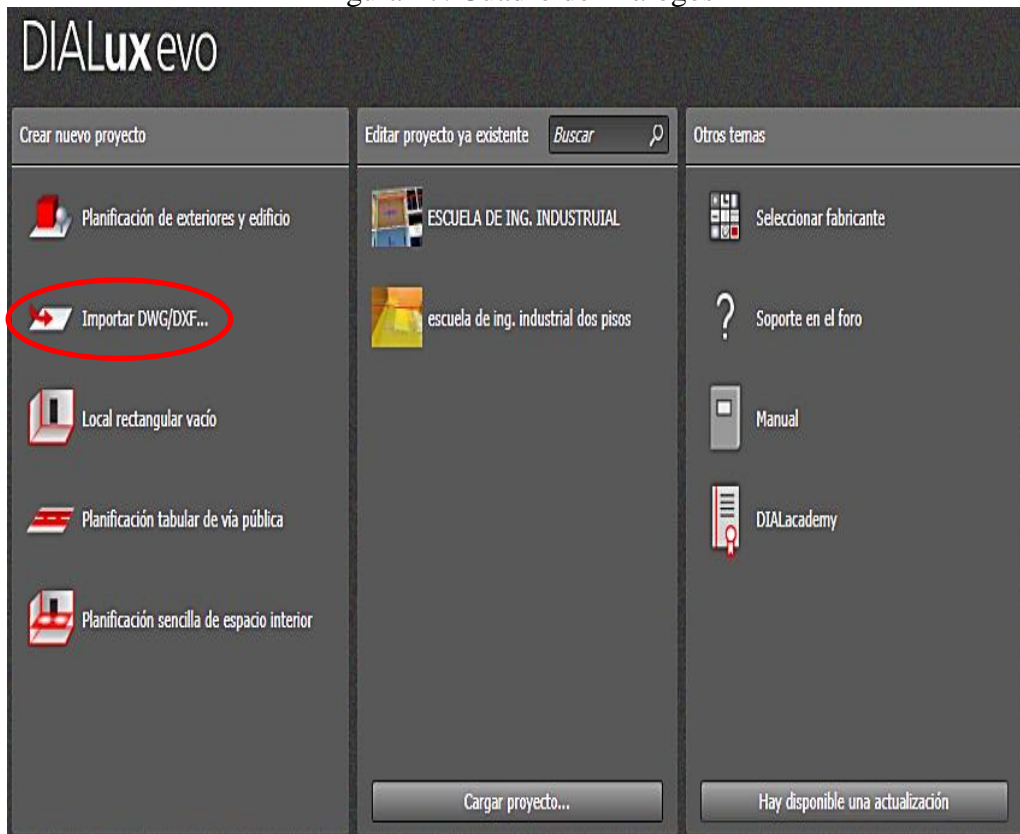 DIALux evo
Crear nuevo proyecto
Planificación de exteriores y edificio
Importar DWG/DXF...
Local rectangular vacío
Planificación tabular de vía pública
Planificación sencilla de espacio interior
Editar proyecto ya existente
Buscar
ESCUELA DE ING. INDUSTRUIAL
escuela de ing. industrial dos pisos
Cargar proyecto...
Otros temas
Seleccionar fabricante
Soporte en el foro
Manual
DIALacademy
Hay disponible una actualización